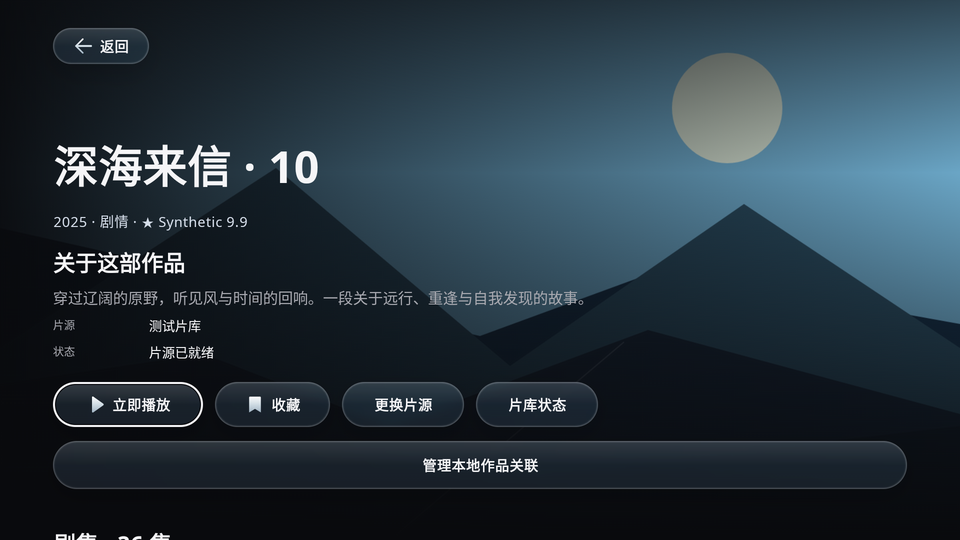 返回
深海来信 · 10
2025 · 剧情 · ★ Synthetic 9.9
关于这部作品
穿过辽阔的原野，听见风与时间的回响。一段关于远行、重逢与自我发现的故事。
片源 测试片库
状态 片源已就绪
立即播放 收藏 更换片源 片库状态
管理本地作品关联
剧集 · 36 集